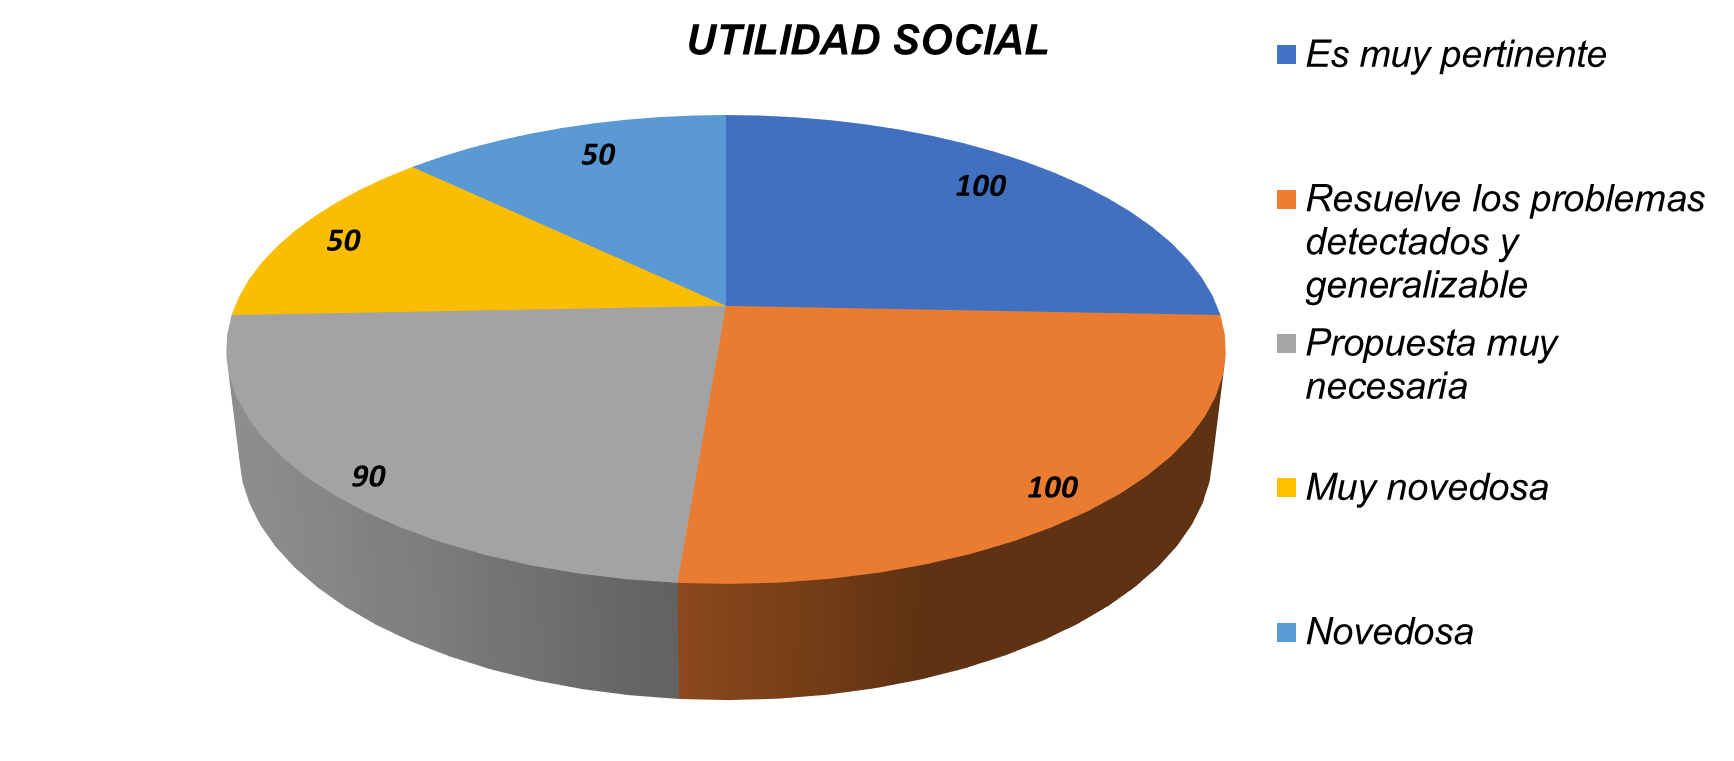 UTILIDAD SOCIAL
50
100
50
90
100
Es muy pertinente
Resuelve los problemas
detectados y
generalizable
Propuesta muy
necesaria
Muy novedosa
Novedosa